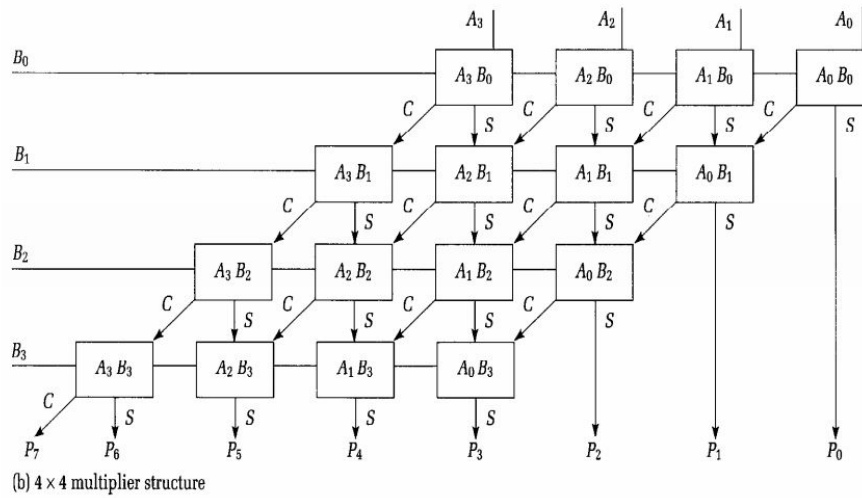 A₃ A₂ A₁ A₀
B₀ A₃ B₀ A₂ B₀ A₁ B₀ A₀ B₀
C S C S C S C S
B₁ A₃ B₁ A₂ B₁ A₁ B₁ A₀ B₁
C S C S C S C S
B₂ A₃ B₂ A₂ B₂ A₁ B₂ A₀ B₂
C S C S C S C S
B₃ A₃ B₃ A₂ B₃ A₁ B₃ A₀ B₃
C S S S S
P₇ P₆ P₅ P₄ P₃ P₂ P₁ P₀
(b) 4 × 4 multiplier structure